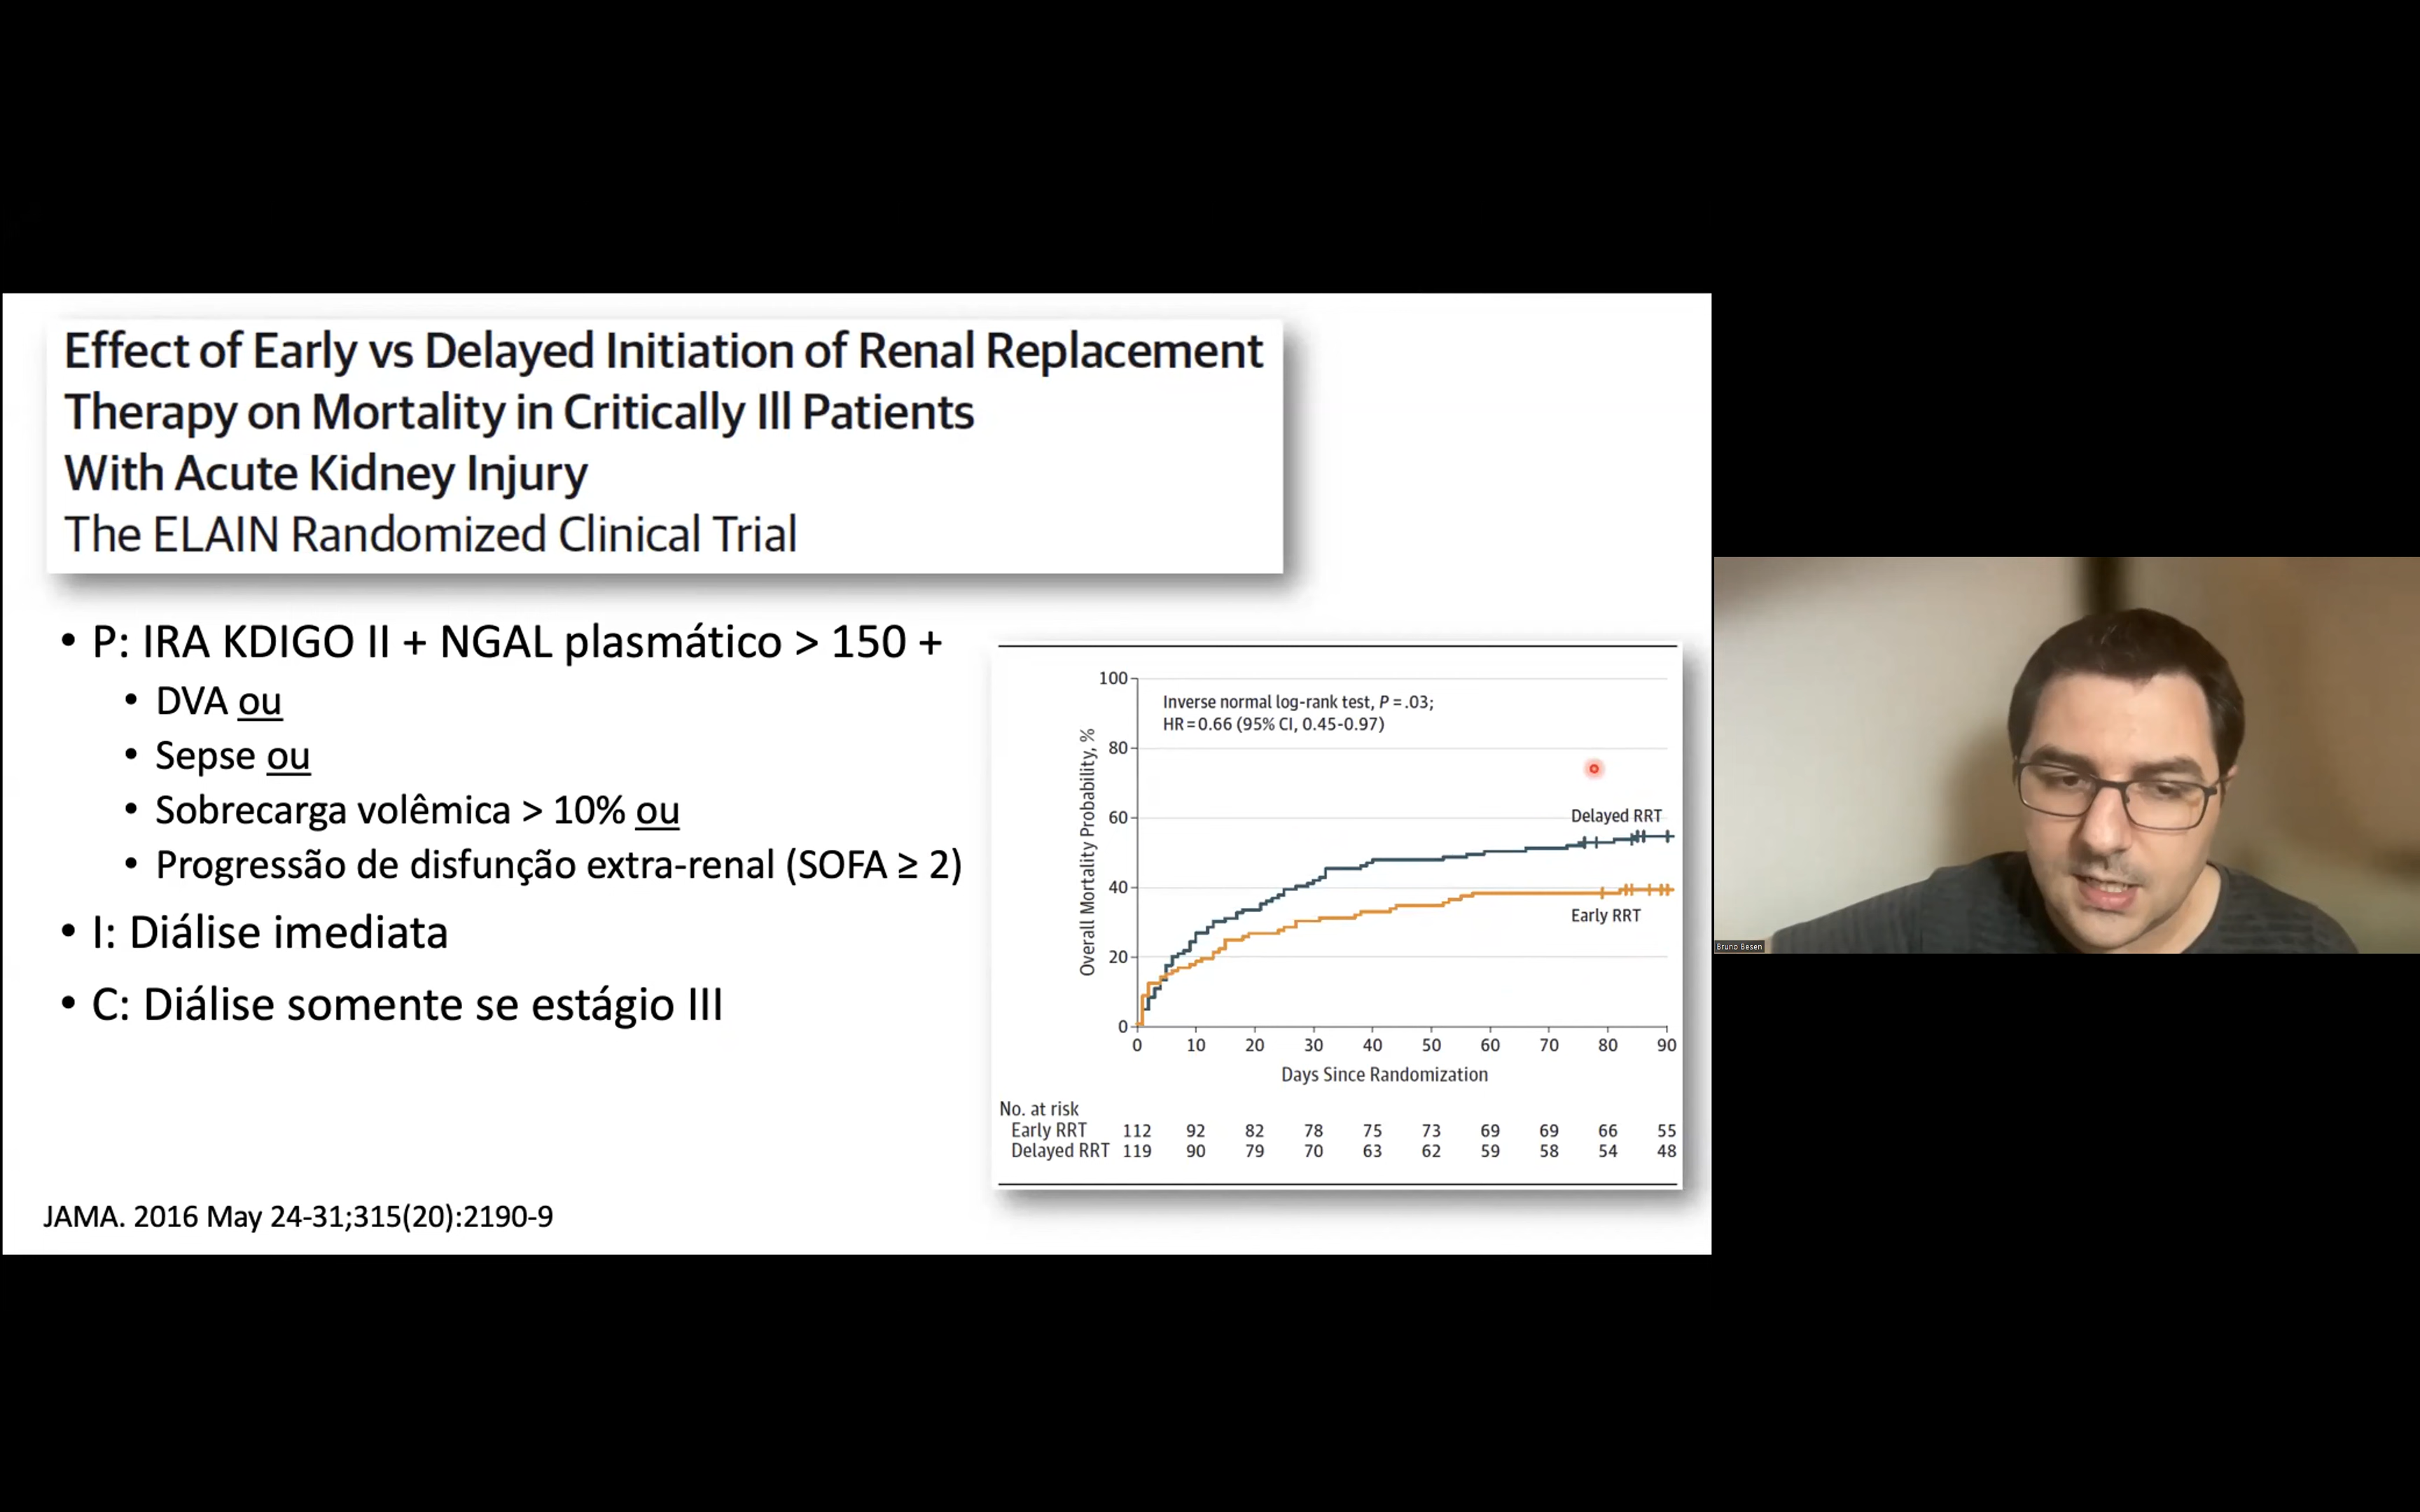 Effect of Early vs Delayed Initiation of Renal Replacement
Therapy on Mortality in Critically Ill Patients
With Acute Kidney Injury
The ELAIN Randomized Clinical Trial
• P: IRA KDIGO II + NGAL plasmático > 150 +
• DVA ou
• Sepse ou
• Sobrecarga volêmica > 10% ou
• Progressão de disfunção extra-renal (SOFA ≥ 2)
• I: Diálise imediata
• C: Diálise somente se estágio III
JAMA. 2016 May 24-31;315(20):2190-9
Overall Mortality Probability, %
100
80
60
40
20
0
Inverse normal log-rank test, P = .03;
HR = 0.66 (95% CI, 0.45-0.97)
Delayed RRT
Early RRT
0 10 20 30 40 50 60 70 80 90
Days Since Randomization
No. at risk
Early RRT 112 92 82 78 75 73 69 69 66 55
Delayed RRT 119 90 79 70 63 62 59 58 54 48
Bruno Besen